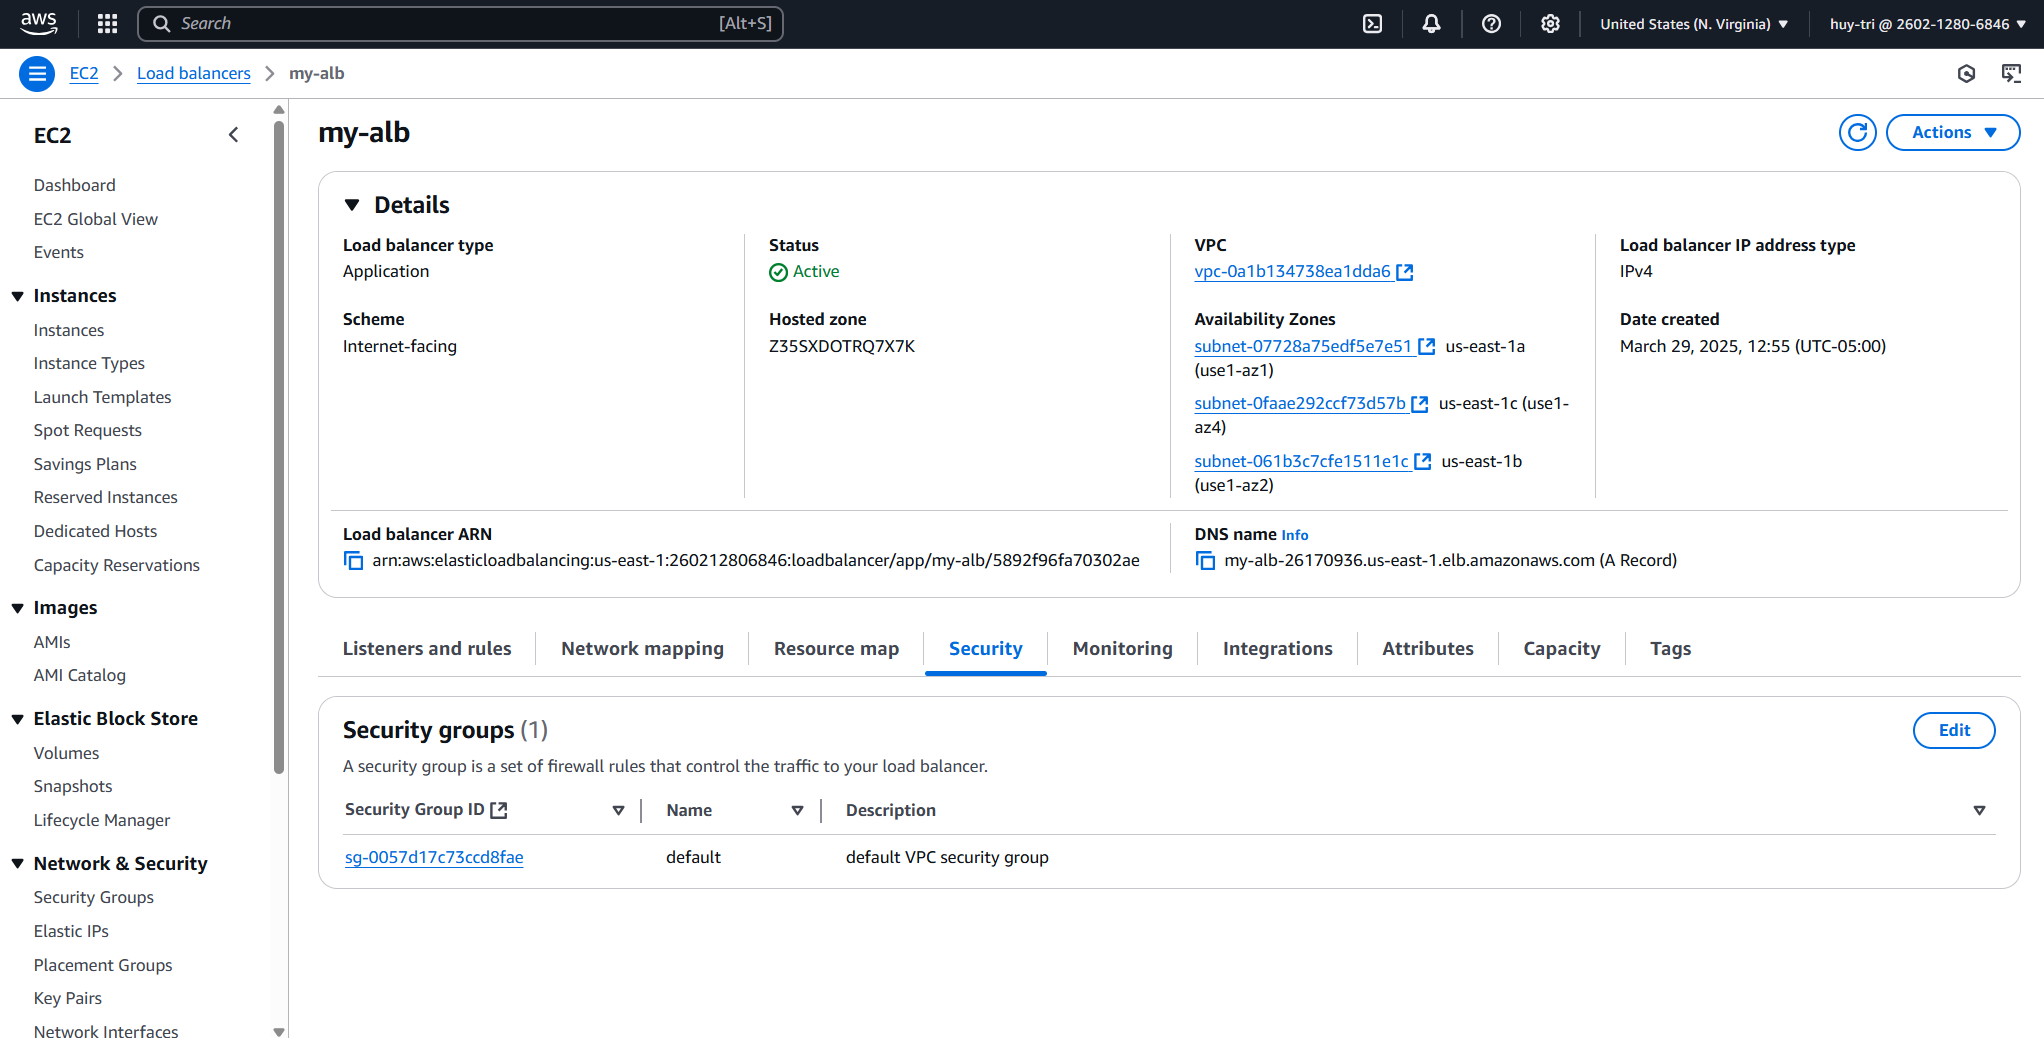 aws
Search
[Alt+S]
United States (N. Virginia)
huy-tri @ 2602-1280-6846
EC2
Load balancers
my-alb
EC2
Dashboard
EC2 Global View
Events
Instances
Instances
Instance Types
Launch Templates
Spot Requests
Savings Plans
Reserved Instances
Dedicated Hosts
Capacity Reservations
Images
AMIs
AMI Catalog
Elastic Block Store
Volumes
Snapshots
Lifecycle Manager
Network & Security
Security Groups
Elastic IPs
Placement Groups
Key Pairs
Network Interfaces
my-alb
Actions
Details
Load balancer type
Application
Scheme
Internet-facing
Status
Active
Hosted zone
Z35SXDOTRQ7X7K
VPC
vpc-0a1b134738ea1dda6
Availability Zones
subnet-07728a75edf5e7e51 us-east-1a
(use1-az1)
subnet-0faae292ccf73d57b us-east-1c (use1-
az4)
subnet-061b3c7cfe1511e1c us-east-1b
(use1-az2)
Load balancer IP address type
IPv4
Date created
March 29, 2025, 12:55 (UTC-05:00)
Load balancer ARN
arn:aws:elasticloadbalancing:us-east-1:260212806846:loadbalancer/app/my-alb/5892f96fa70302ae
DNS name Info
my-alb-26170936.us-east-1.elb.amazonaws.com (A Record)
Listeners and rules
Network mapping
Resource map
Security
Monitoring
Integrations
Attributes
Capacity
Tags
Security groups (1)
Edit
A security group is a set of firewall rules that control the traffic to your load balancer.
Security Group ID
Name
Description
sg-0057d17c73ccd8fae
default
default VPC security group